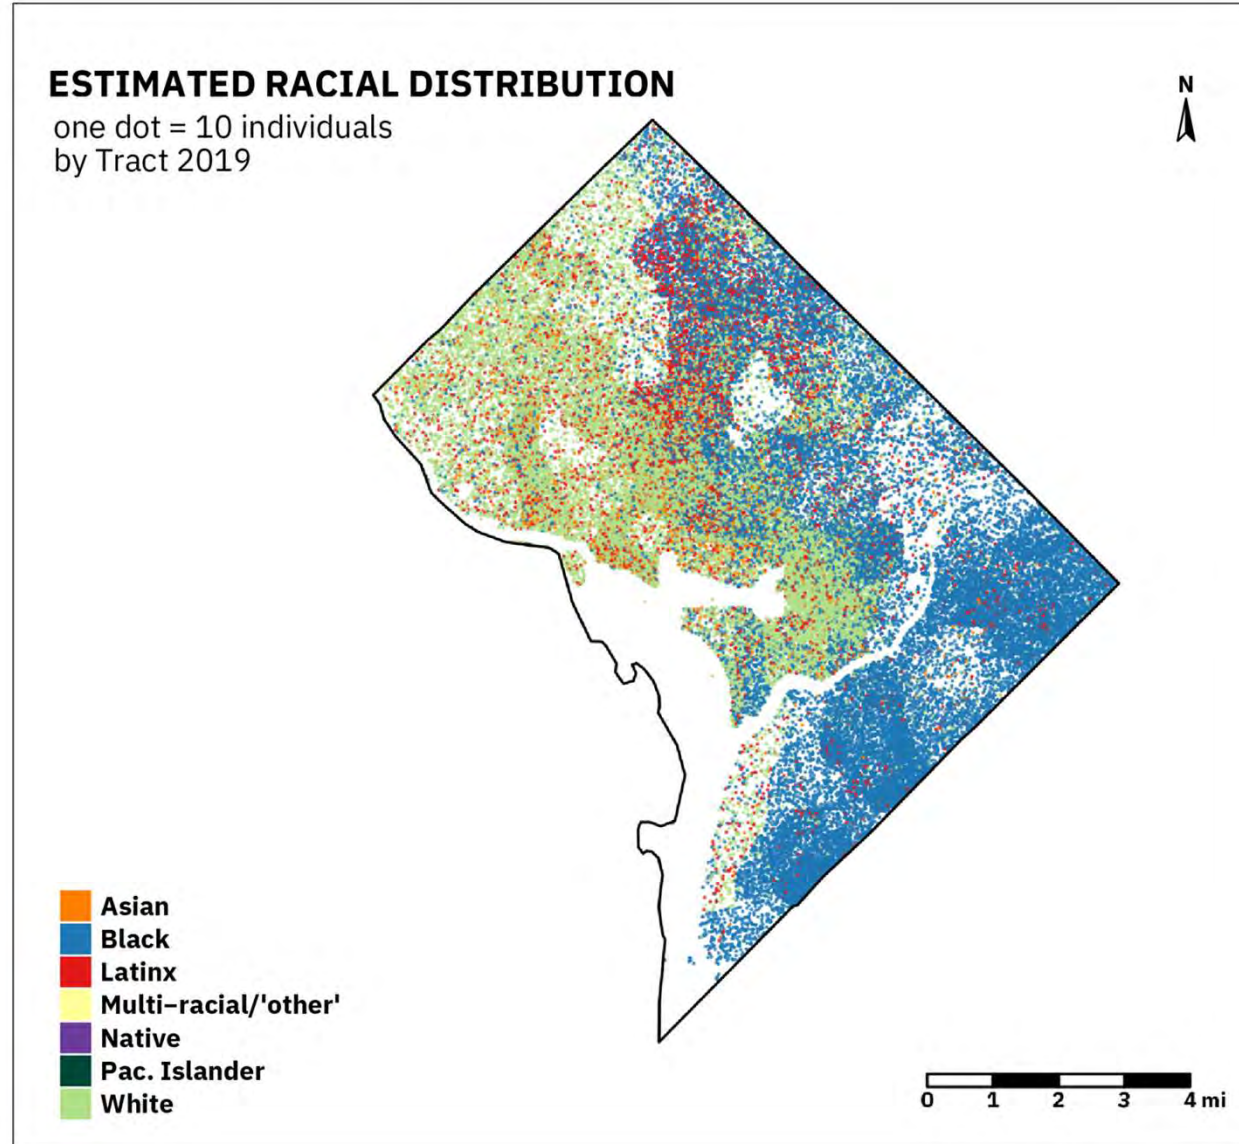 ESTIMATED RACIAL DISTRIBUTION
one dot = 10 individuals
by Tract 2019
N
Asian
Black
Latinx
Multi–racial/'other'
Native
Pac. Islander
White
0 1 2 3 4 mi